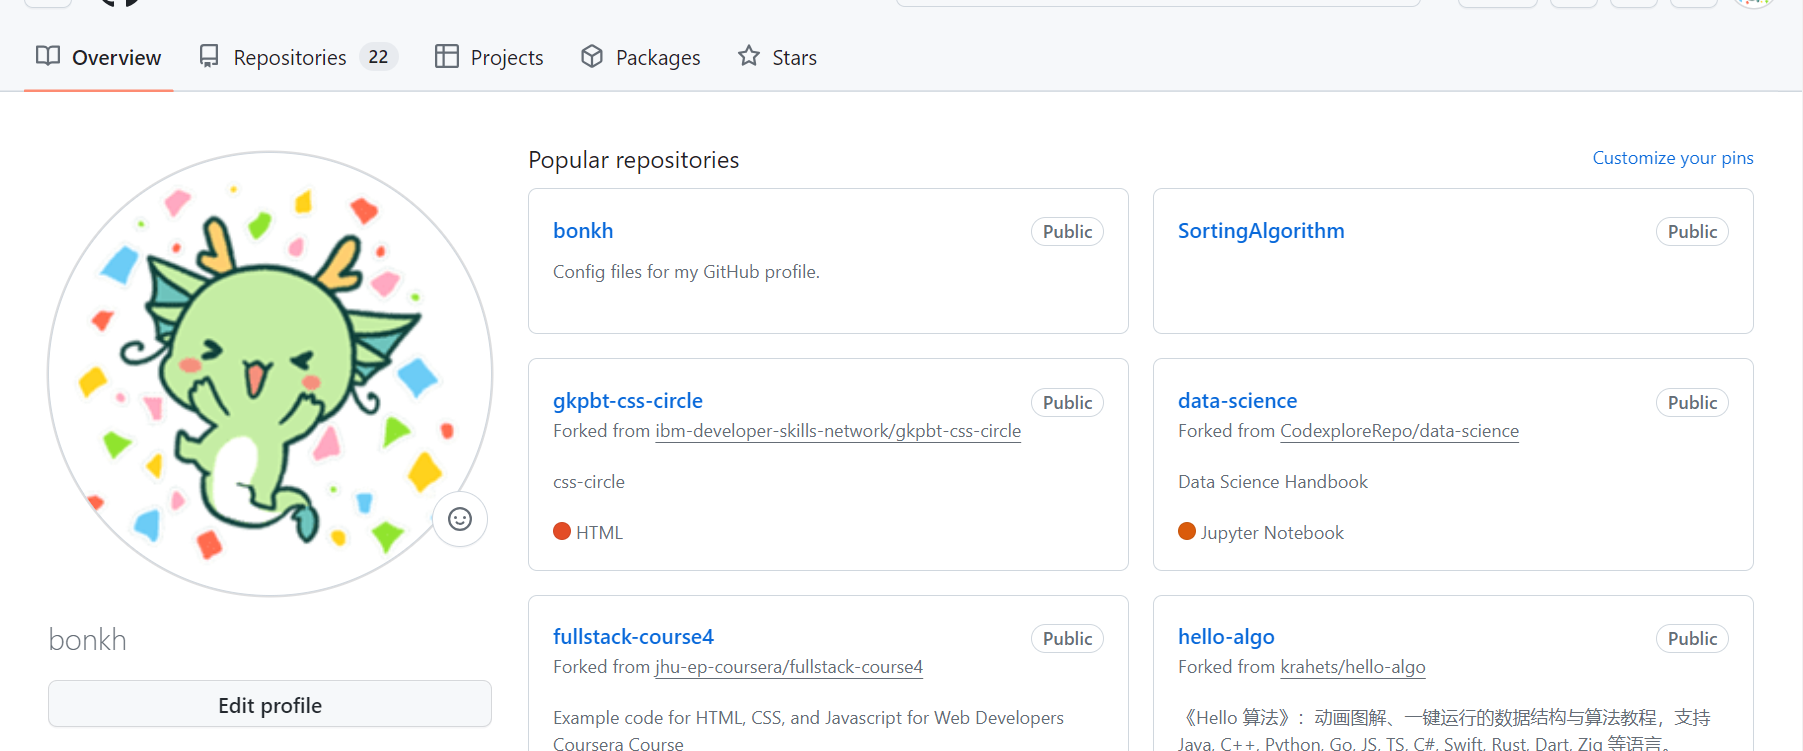 Overview
Repositories 22
Projects
Packages
Stars
bonkh
Edit profile
Popular repositories
Customize your pins
bonkh
Public
Config files for my GitHub profile.
SortingAlgorithm
Public
gkpbt-css-circle
Public
Forked from ibm-developer-skills-network/gkpbt-css-circle
css-circle
HTML
data-science
Public
Forked from CodexploreRepo/data-science
Data Science Handbook
Jupyter Notebook
fullstack-course4
Public
Forked from jhu-ep-coursera/fullstack-course4
Example code for HTML, CSS, and Javascript for Web Developers
Coursera Course
hello-algo
Public
Forked from krahets/hello-algo
《Hello 算法》：动画图解、一键运行的数据结构与算法教程，支持
Java, C++, Python, Go, JS, TS, C#, Swift, Rust, Dart, Zig 等语言。